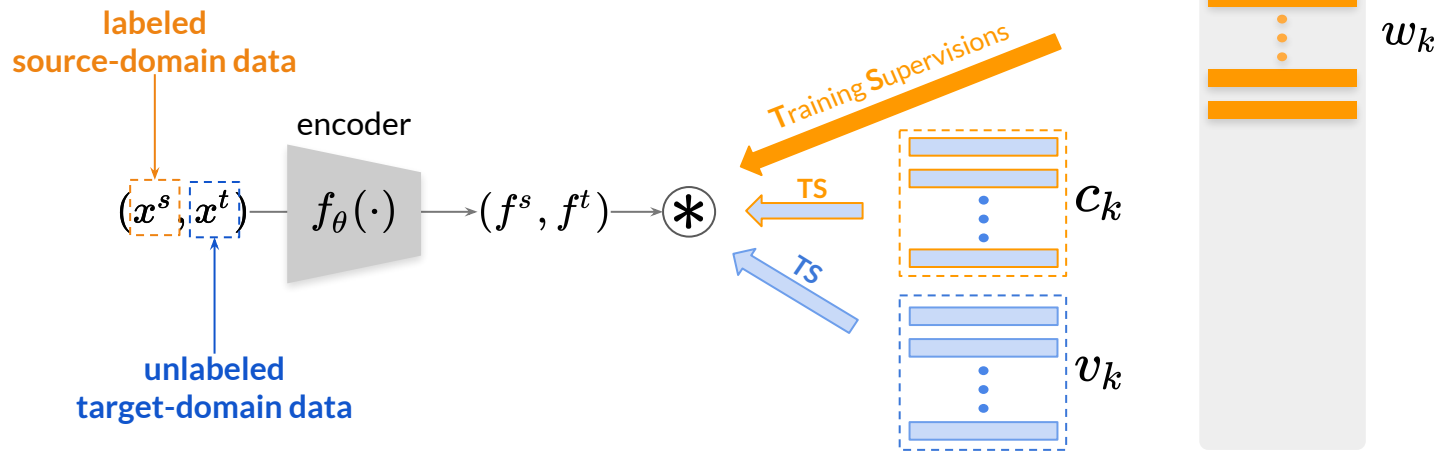 labeled
source-domain data
encoder
(x^s, x^t)
f_θ(·)
(f^s, f^t)
*
Training Supervisions
w_k
TS
c_k
TS
v_k
unlabeled
target-domain data